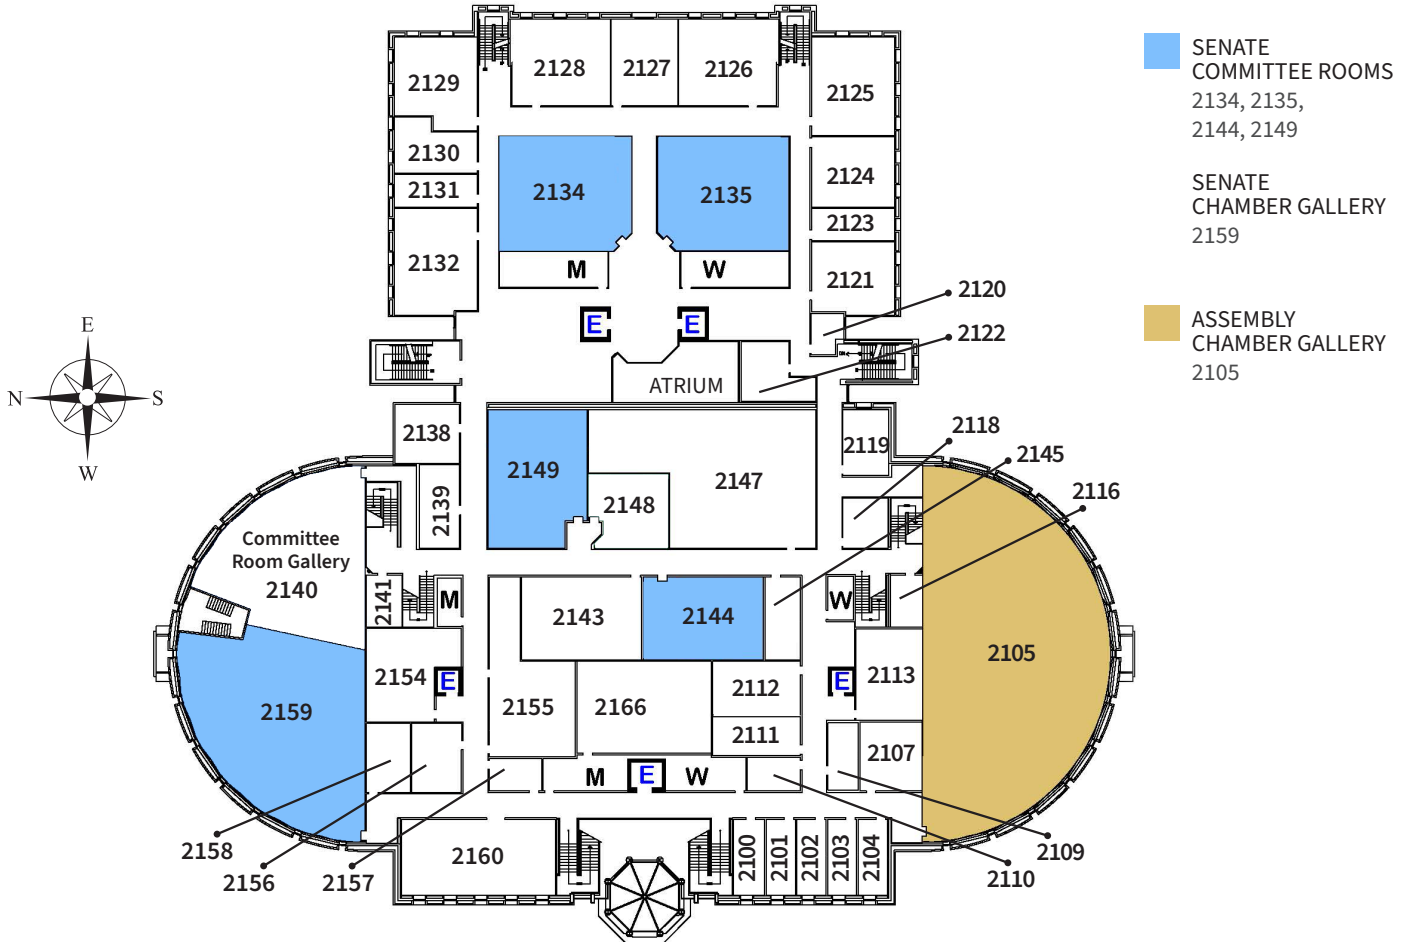 SENATE
COMMITTEE ROOMS
2134, 2135,
2144, 2149
SENATE
CHAMBER GALLERY
2159
ASSEMBLY
CHAMBER GALLERY
2105
E
N
S
W
2128
2127
2126
2129
2125
2130
2124
2131
2134
2135
2123
2132
M
W
2121
2120
E
E
2122
ATRIUM
2138
2119
2118
2149
2147
2145
2139
2148
2116
Committee
Room Gallery
2140
2141
M
2143
2144
W
2105
2154
E
2112
E
2113
2159
2155
2166
2111
2107
M
E
W
2158
2156
2157
2160
2100
2101
2102
2103
2104
2109
2110
DN